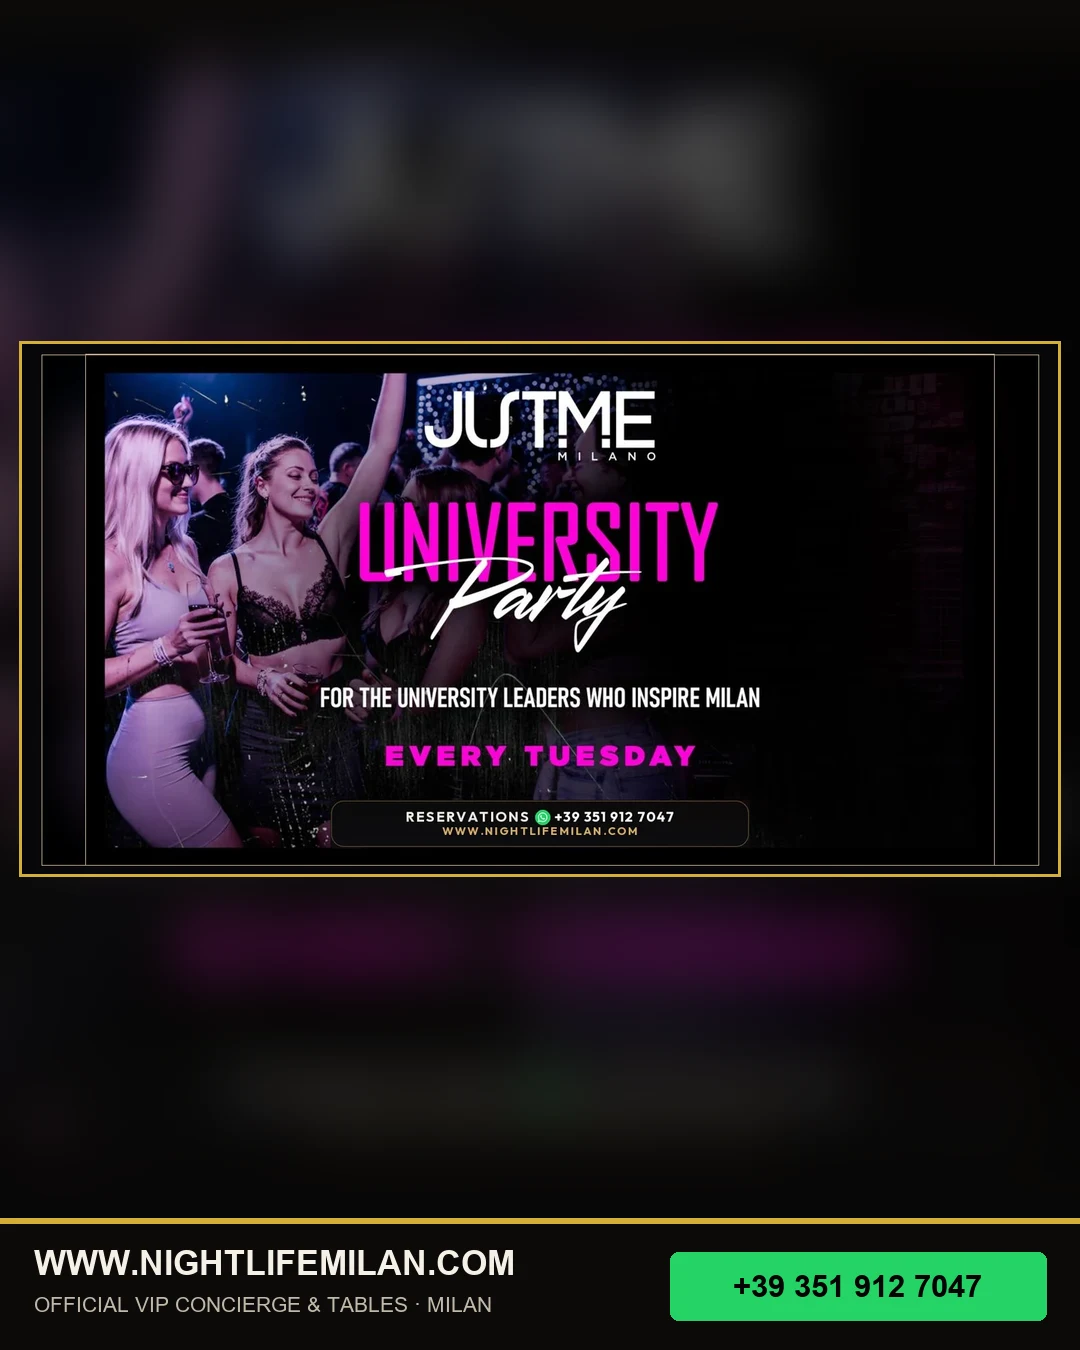 JUSTME
MILANO
UNIVERSITY
Party
FOR THE UNIVERSITY LEADERS WHO INSPIRE MILAN
EVERY TUESDAY
RESERVATIONS +39 351 912 7047
WWW.NIGHTLIFEMILAN.COM
WWW.NIGHTLIFEMILAN.COM
OFFICIAL VIP CONCIERGE & TABLES · MILAN
+39 351 912 7047